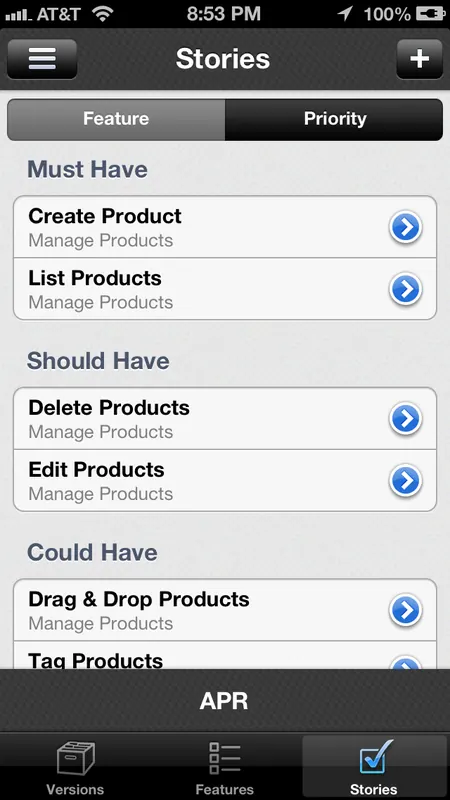 AT&T 8:53 PM 100%
Stories
Feature Priority
Must Have
Create Product
Manage Products
List Products
Manage Products
Should Have
Delete Products
Manage Products
Edit Products
Manage Products
Could Have
Drag & Drop Products
Manage Products
Tag Products
APR
Versions Features Stories